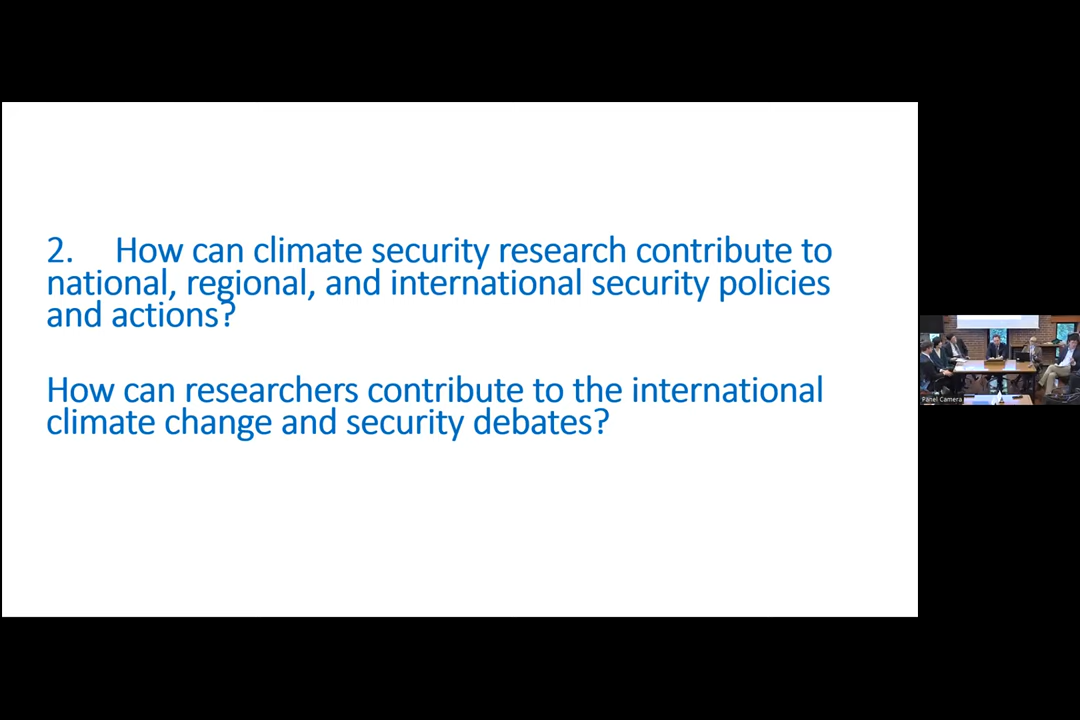 2. How can climate security research contribute to
national, regional, and international security policies
and actions?
How can researchers contribute to the international
climate change and security debates?
Panel Camera